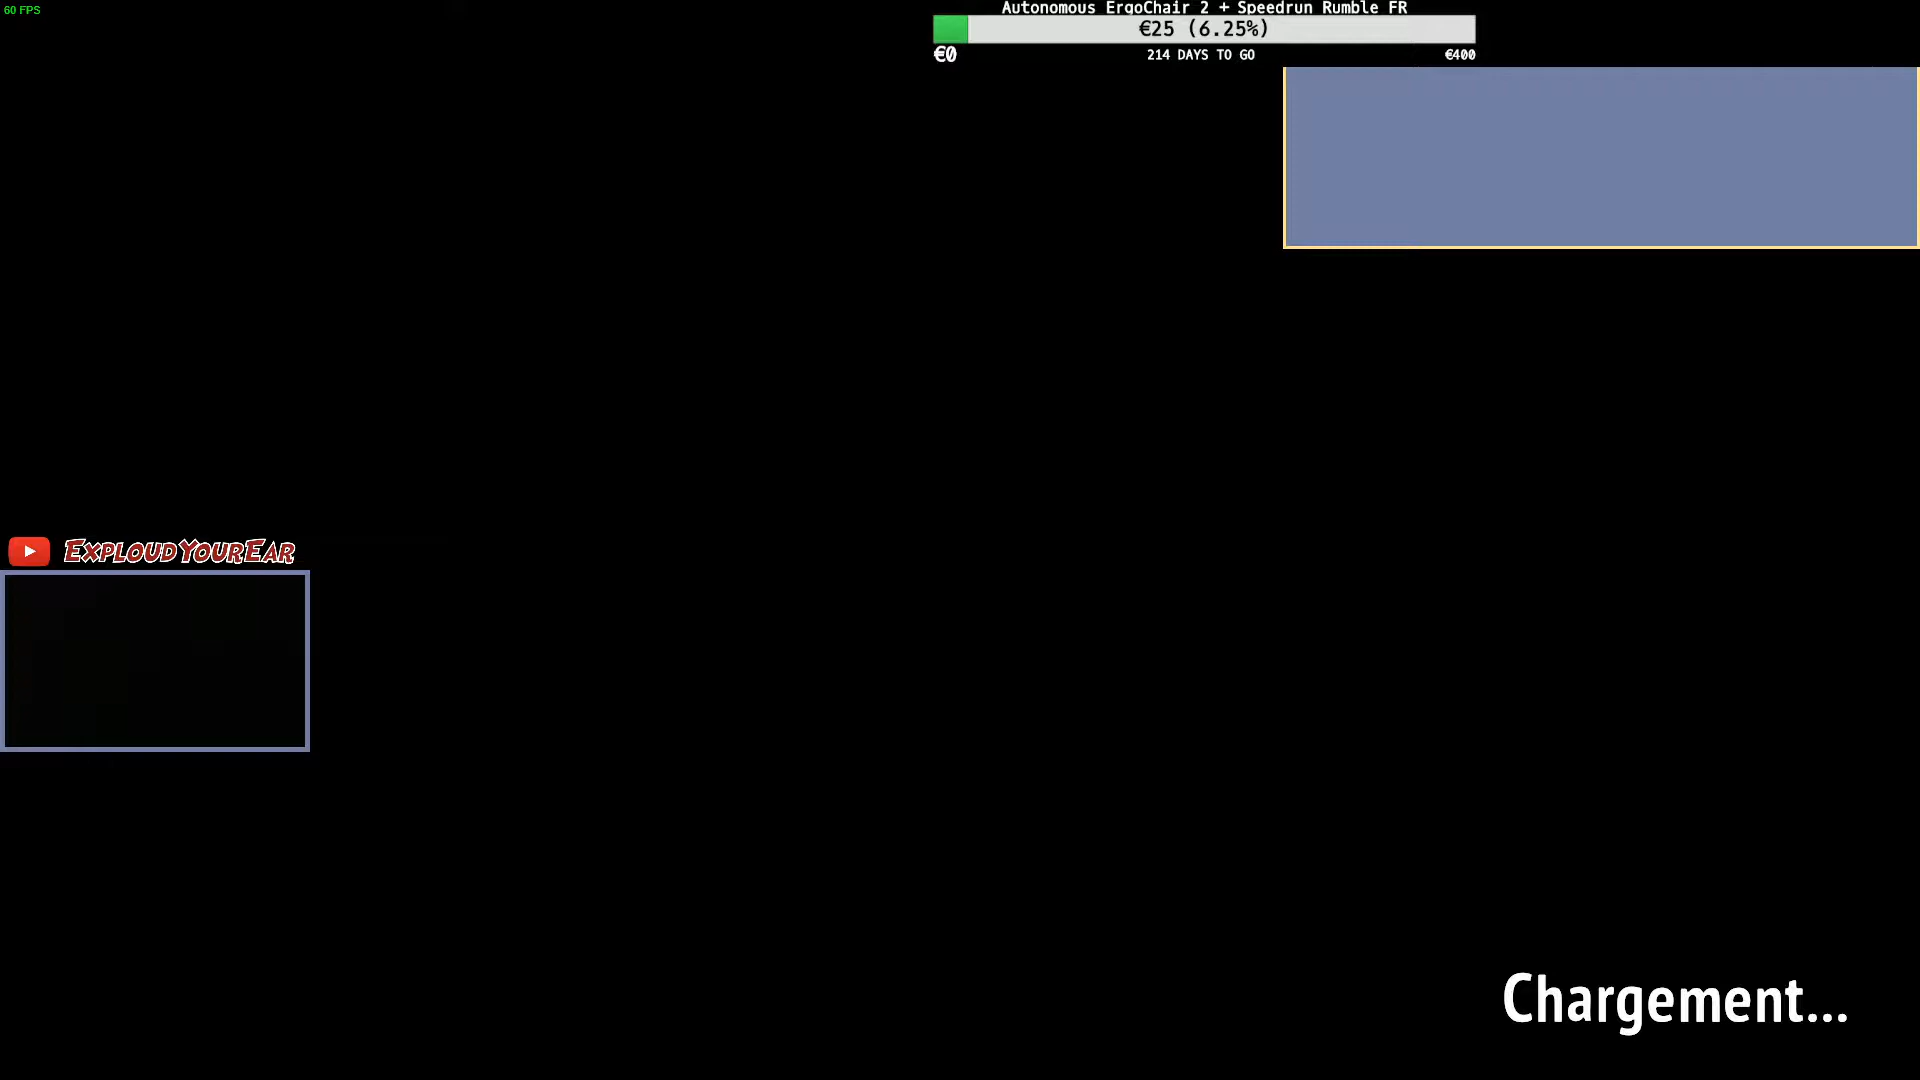 60 FPS
Autonomous ErgoChair 2 + Speedrun Rumble FR
€25 (6.25%)
€0
214 DAYS TO GO
€400
EXPLOUDYOUREAR
Chargement...